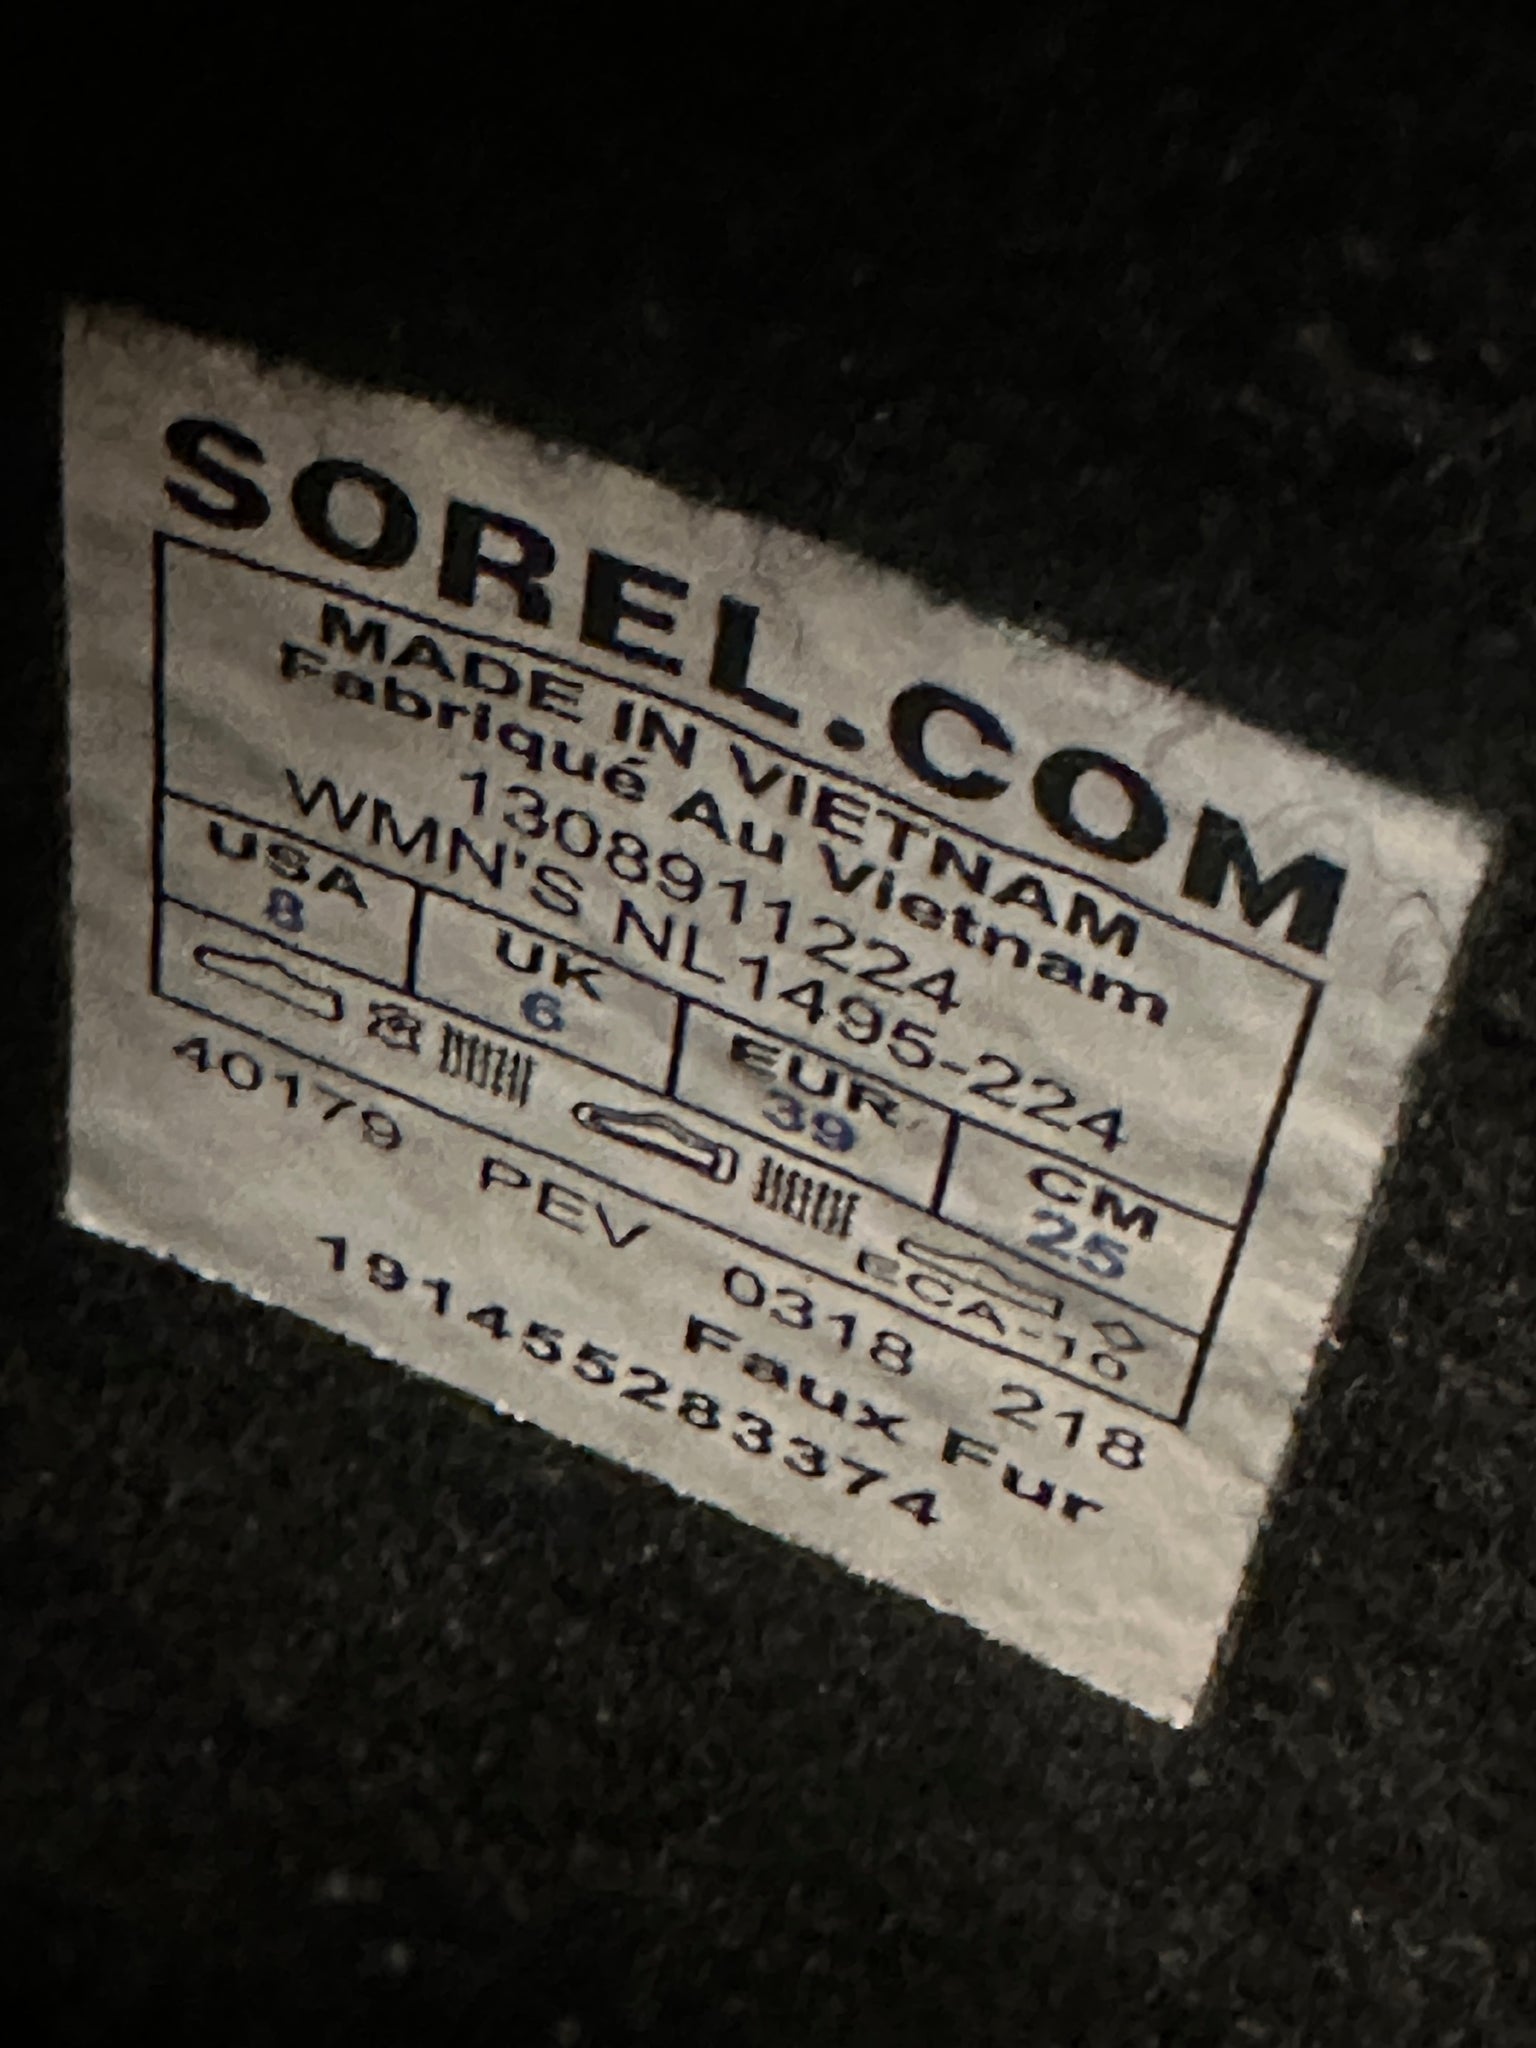 SOREL.COM
MADE IN VIETNAM
Fabriqué Au Vietnam
1308911224
WMN'S NL1495-224
USA UK EUR CM
8 6 39 25
ECA-10
40179 PEV 0318 218
Faux Fur
191455283374